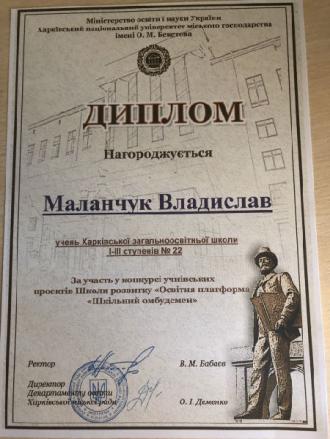 Міністерство освіти і науки України
Харківський національний університет міського господарства
імені О. М. Бекетова
ДИПЛОМ
Нагороджується
Маланчук Владислав
учень Харківської загальноосвітньої школи
І-ІІІ ступенів № 22
За участь у конкурсі учнівських
проєктів Школи розвитку «Освітня платформа
«Шкільний омбудсмен»
Ректор В. М. Бабаєв
Директор
Департаменту освіти
Харківської міської ради О. І. Деменко